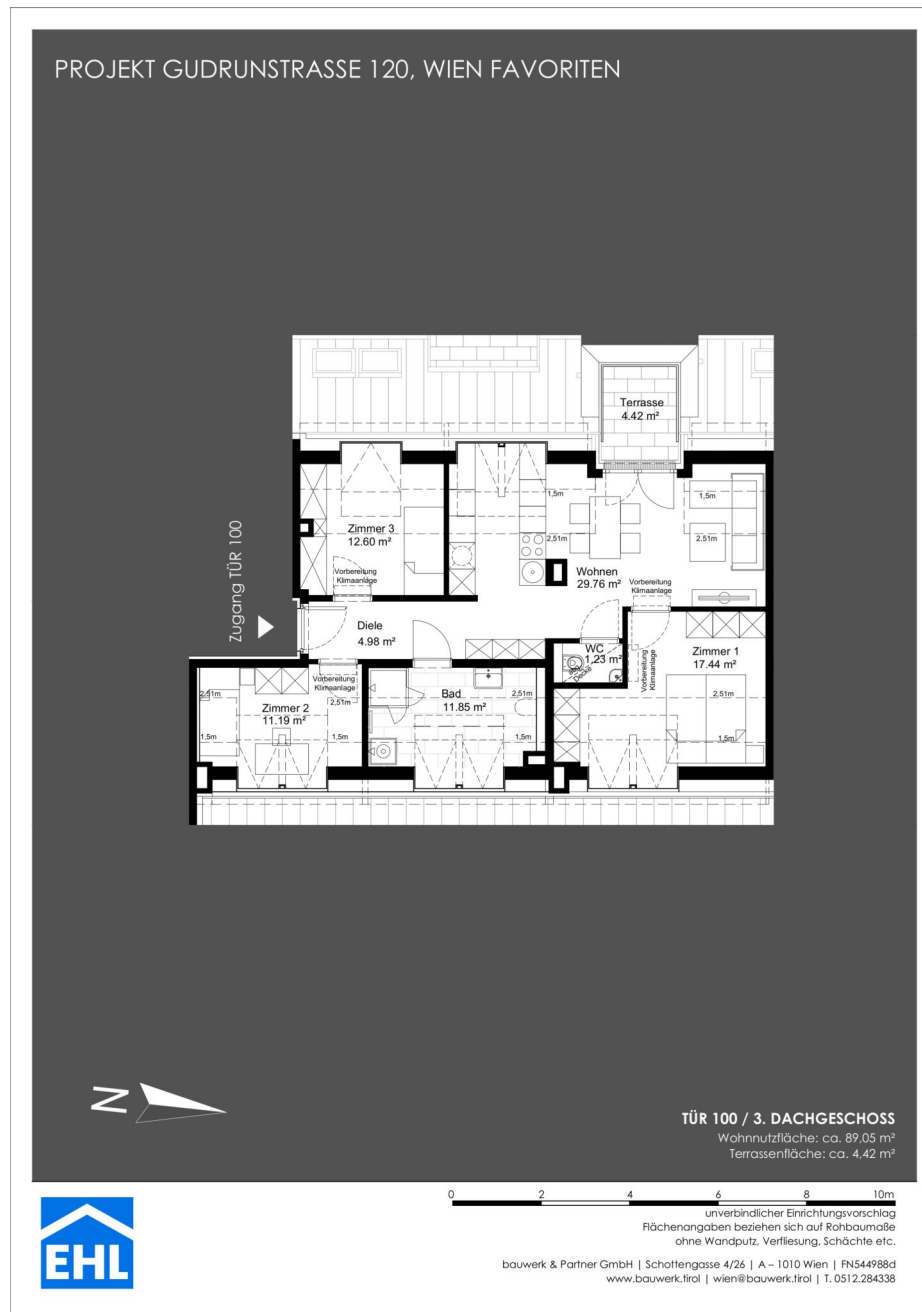 PROJEKT GUDRUNSTRASSE 120, WIEN FAVORITEN
Terrasse
4.42 m²
Zugang TÜR 100
Zimmer 3
12.60 m²
Vorbereitung
Klimaanlage
1,5m
2,51m
1,5m
2,51m
Wohnen
29.76 m²
Vorbereitung
Klimaanlage
Diele
4.98 m²
WC
1.23 m²
abg.
Decke
Zimmer 1
17.44 m²
Vorbereitung
Klimaanlage
2,51m
1,5m
Vorbereitung
Klimaanlage
2,51m
2,51m
Zimmer 2
11.19 m²
1,5m
1,5m
Bad
11.85 m²
2,51m
1,5m
N
TÜR 100 / 3. DACHGESCHOSS
Wohnnutzfläche: ca. 89,05 m²
Terrassenfläche: ca. 4,42 m²
0 2 4 6 8 10m
unverbindlicher Einrichtungsvorschlag
Flächenangaben beziehen sich auf Rohbaumaße
ohne Wandputz, Verfliesung, Schächte etc.
EHL
bauwerk & Partner GmbH | Schottengasse 4/26 | A – 1010 Wien | FN544988d
www.bauwerk.tirol | wien@bauwerk.tirol | T. 0512.284338